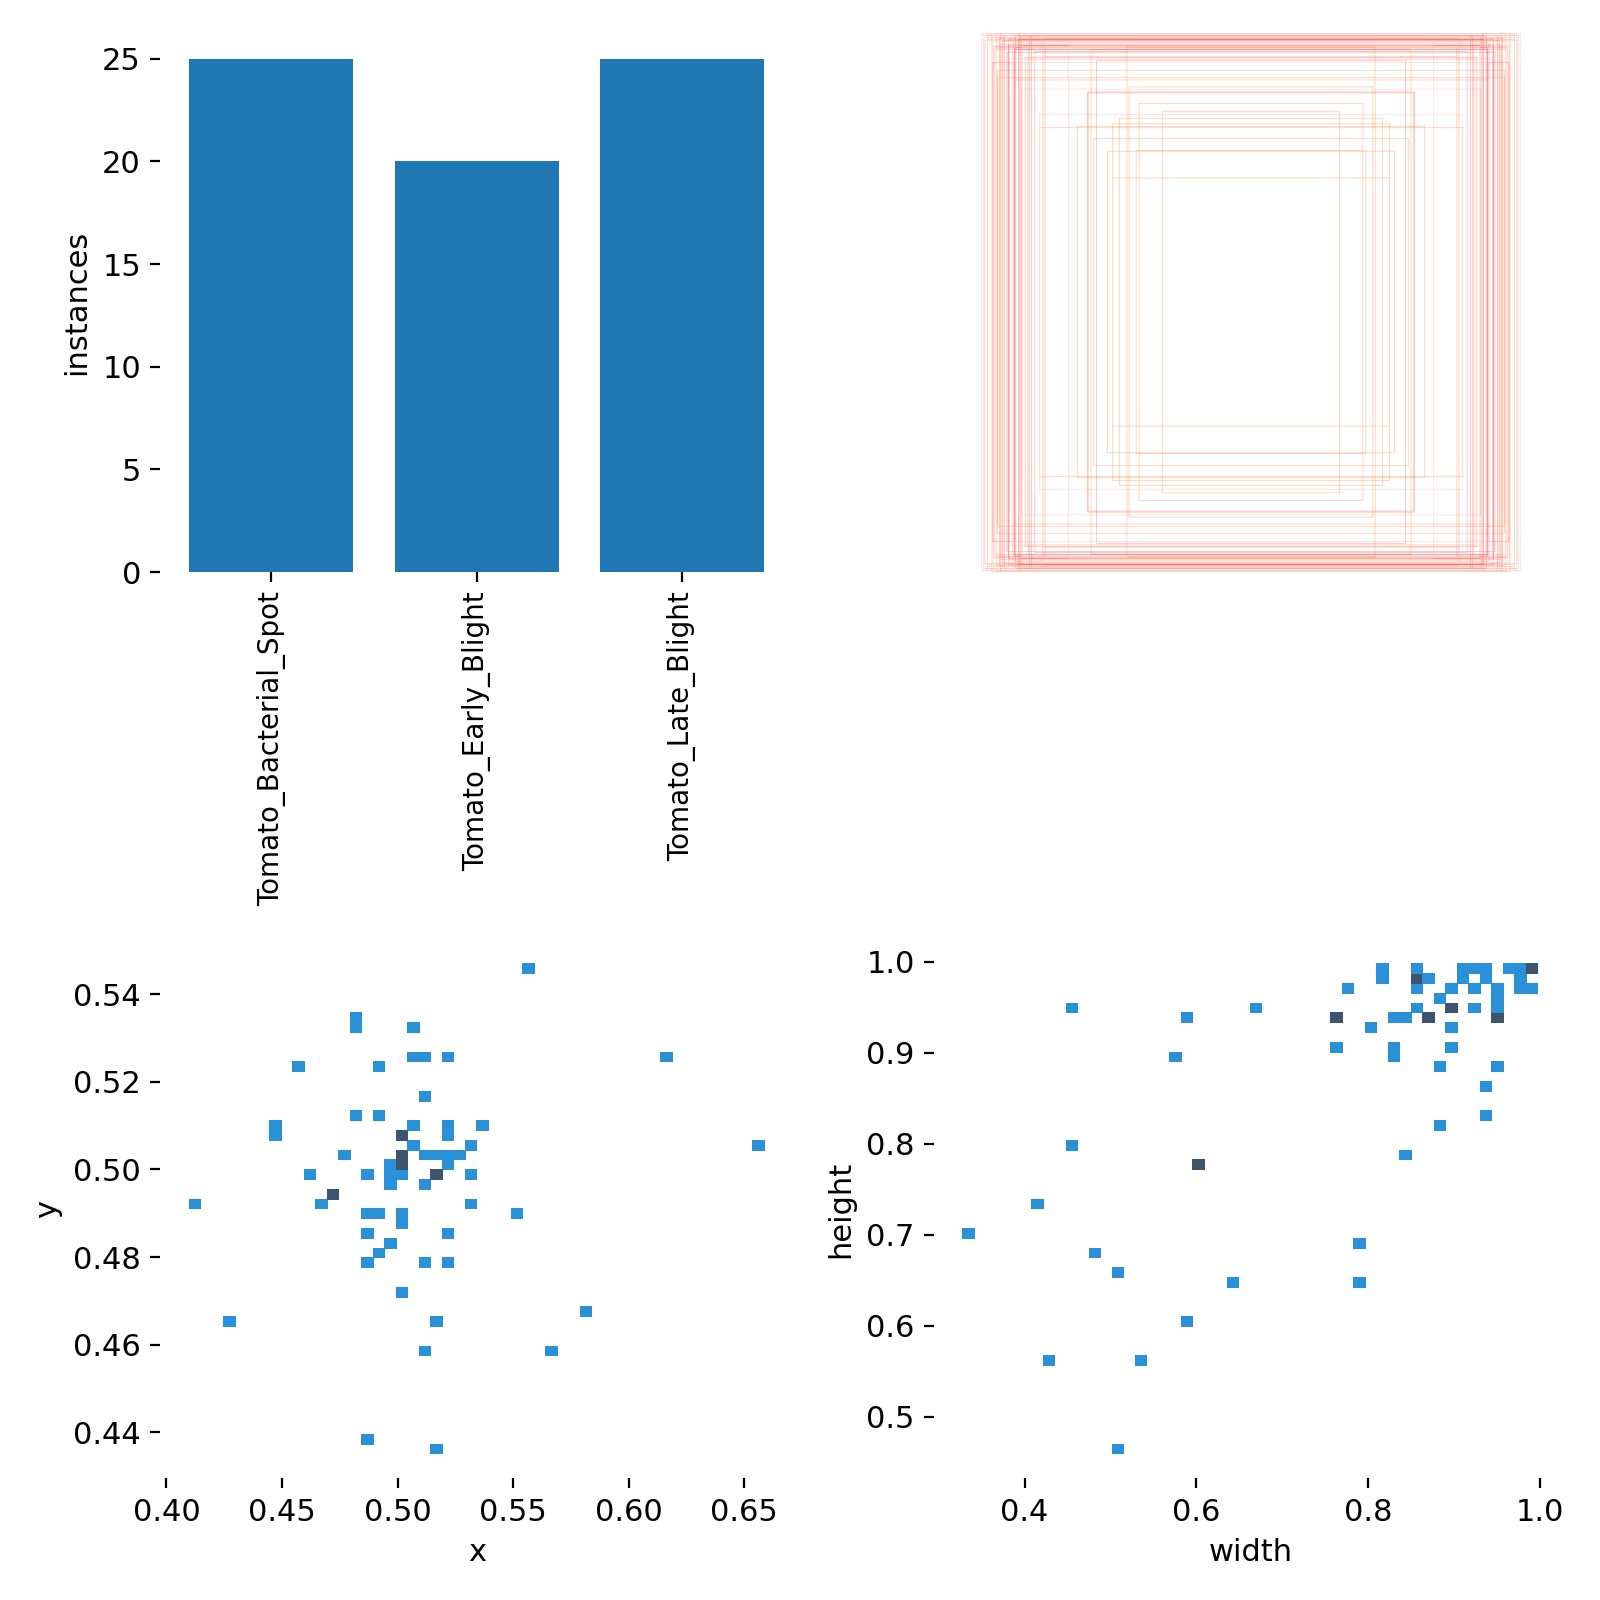 25
20
15
10
5
0
instances
Tomato_Bacterial_Spot
Tomato_Early_Blight
Tomato_Late_Blight
0.54
0.52
0.50
0.48
0.46
0.44
y
0.40 0.45 0.50 0.55 0.60 0.65
x
1.0
0.9
0.8
0.7
0.6
0.5
height
0.4 0.6 0.8 1.0
width